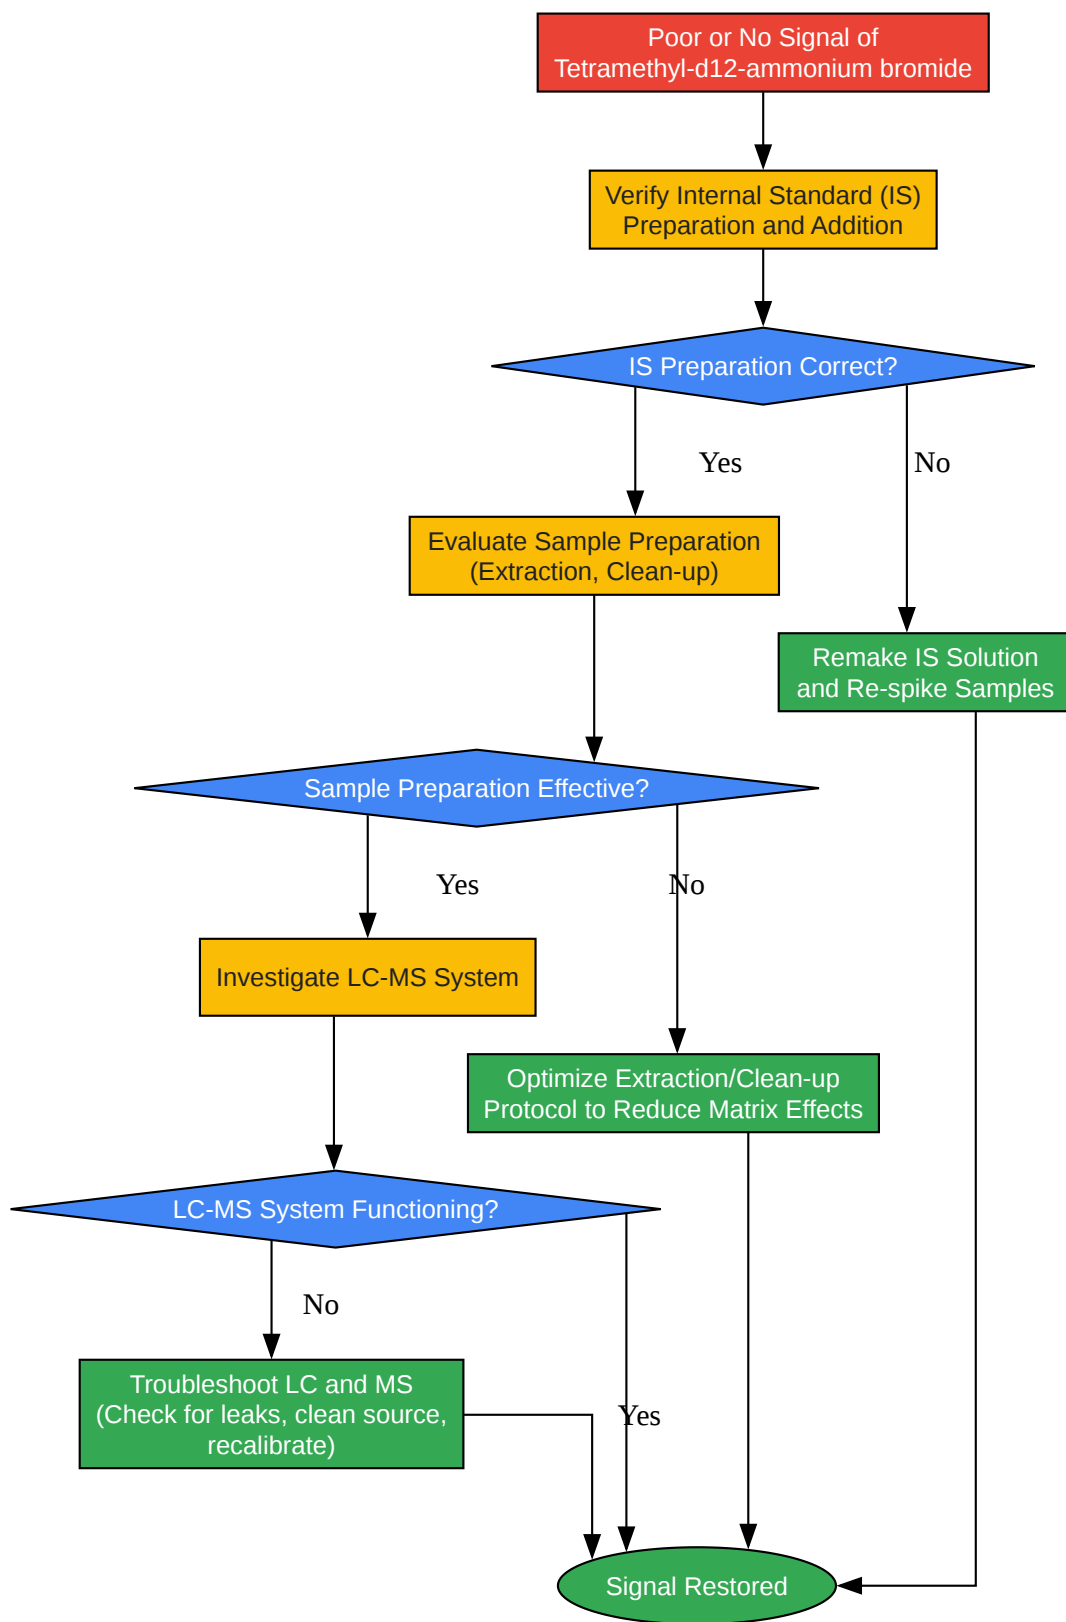 Poor or No Signal of
Tetramethyl-d12-ammonium bromide
Verify Internal Standard (IS)
Preparation and Addition
IS Preparation Correct?
Yes
No
Evaluate Sample Preparation
(Extraction, Clean-up)
Remake IS Solution
and Re-spike Samples
Sample Preparation Effective?
Yes
No
Investigate LC-MS System
Optimize Extraction/Clean-up
Protocol to Reduce Matrix Effects
LC-MS System Functioning?
No
Troubleshoot LC and MS
(Check for leaks, clean source,
recalibrate)
Yes
Signal Restored